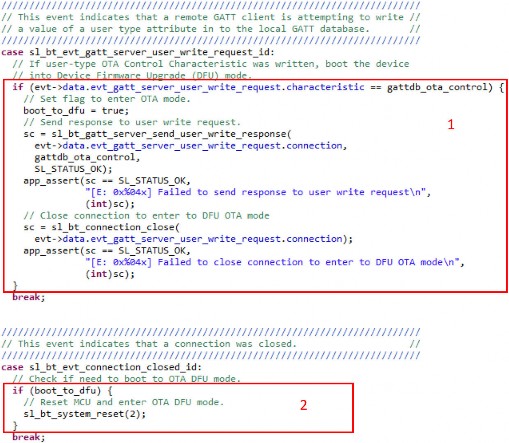 //////////////////////////////////////////////////////////////////////////
// This event indicates that a remote GATT client is attempting to write //
// a value of a user type attribute in to the local GATT database. //
//////////////////////////////////////////////////////////////////////////
case sl_bt_evt_gatt_server_user_write_request_id:
// If user-type OTA Control Characteristic was written, boot the device
// into Device Firmware Upgrade (DFU) mode.
if (evt->data.evt_gatt_server_user_write_request.characteristic == gattdb_ota_control) {
// Set flag to enter OTA mode.
boot_to_dfu = true;
1
// Send response to user write request.
sc = sl_bt_gatt_server_send_user_write_response(
evt->data.evt_gatt_server_user_write_request.connection,
gattdb_ota_control,
SL_STATUS_OK);
app_assert(sc == SL_STATUS_OK,
"[E: 0x%04x] Failed to send response to user write request\n",
(int)sc);
// Close connection to enter to DFU OTA mode
sc = sl_bt_connection_close(
evt->data.evt_gatt_server_user_write_request.connection);
app_assert(sc == SL_STATUS_OK,
"[E: 0x%04x] Failed to close connection to enter to DFU OTA mode\n",
(int)sc);
}
break;
//////////////////////////////////////////////////////////////////////////
// This event indicates that a connection was closed. //
//////////////////////////////////////////////////////////////////////////
case sl_bt_evt_connection_closed_id:
// Check if need to boot to OTA DFU mode.
if (boot_to_dfu) {
// Reset MCU and enter OTA DFU mode.
2
sl_bt_system_reset(2);
}
break;